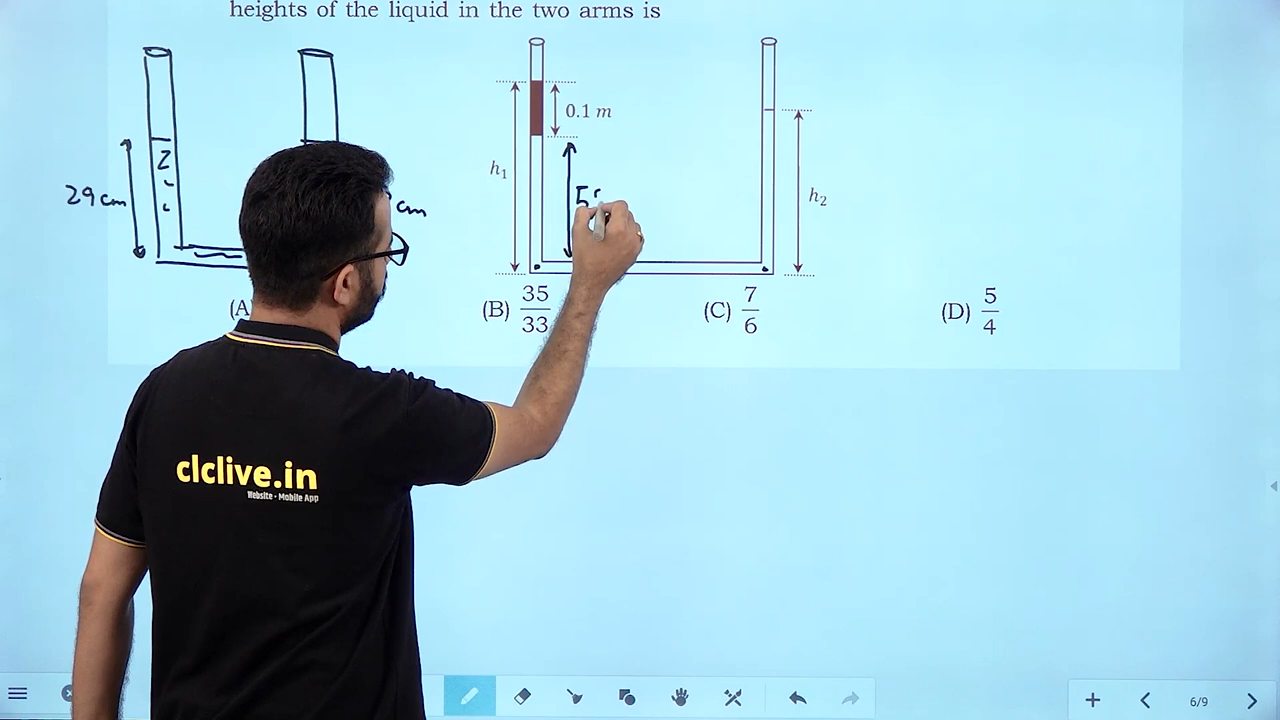 heights of the liquid in the two arms is
0.1 m
h₁
29 cm
cm
h₂
(A
(B) 35/33
(C) 7/6
(D) 5/4
clclive.in
Website • Mobile App
6/9